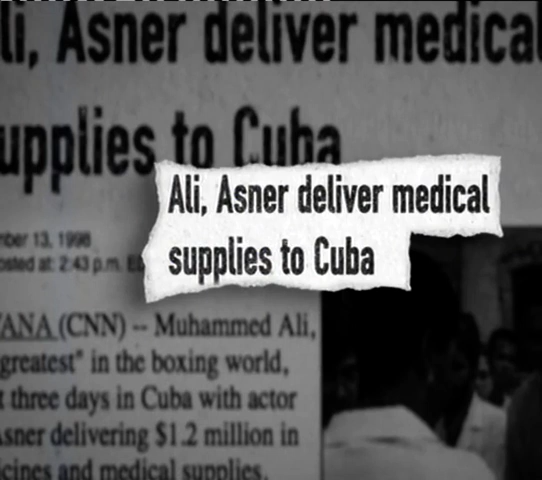 li, Asner deliver medical
upplies to Cuba
Ali, Asner deliver medical
supplies to Cuba
ber 13, 1998
osted at: 2:43 p.m. E
ANA (CNN) -- Muhammed Ali,
greatest" in the boxing world,
t three days in Cuba with actor
sner delivering $1.2 million in
icines and medical supplies.